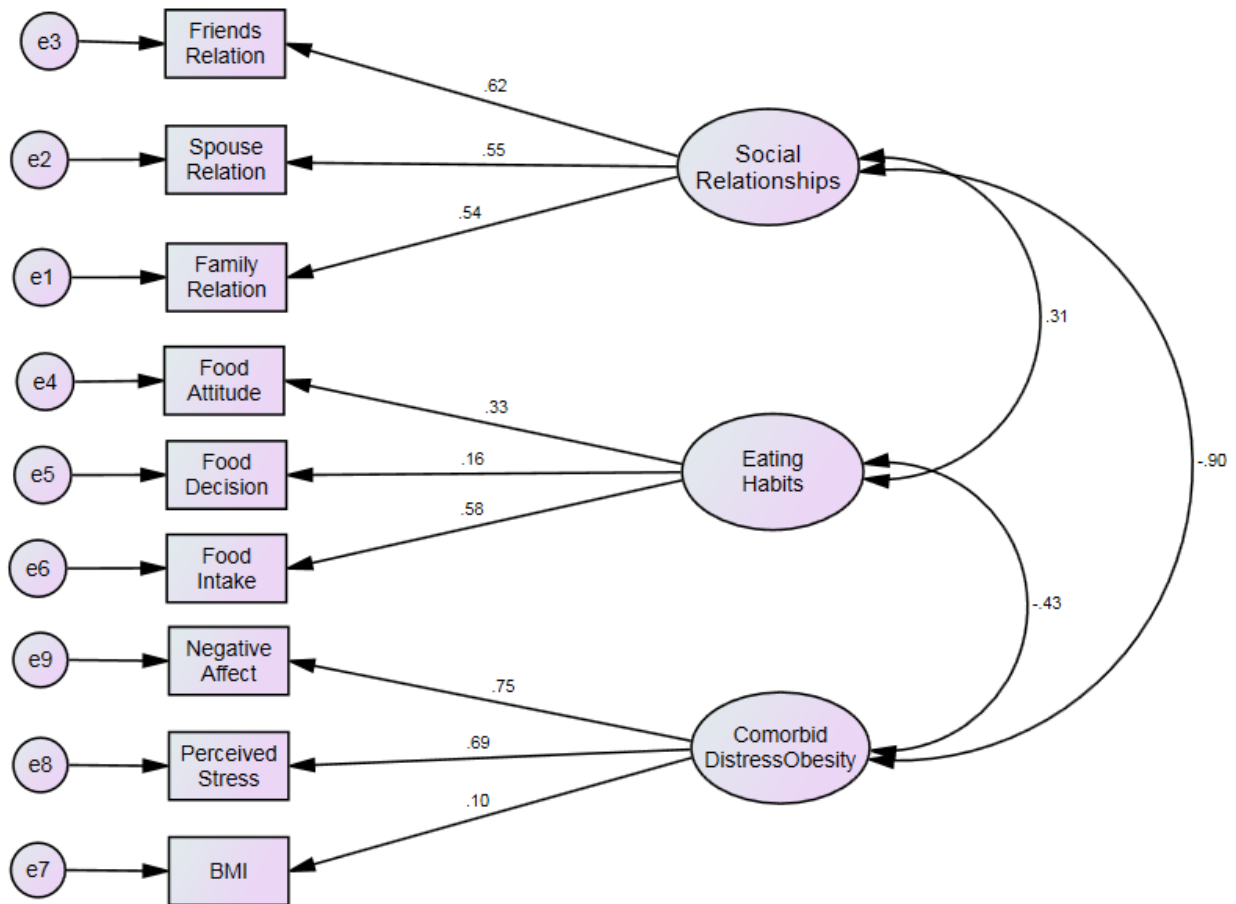 e3
Friends
Relation
.62
e2
Spouse
Relation
.55
Social
Relationships
.54
e1
Family
Relation
.31
e4
Food
Attitude
.33
e5
Food
Decision
.16
Eating
Habits
-.90
.58
e6
Food
Intake
-.43
e9
Negative
Affect
.75
e8
Perceived
Stress
.69
Comorbid
DistressObesity
.10
e7
BMI